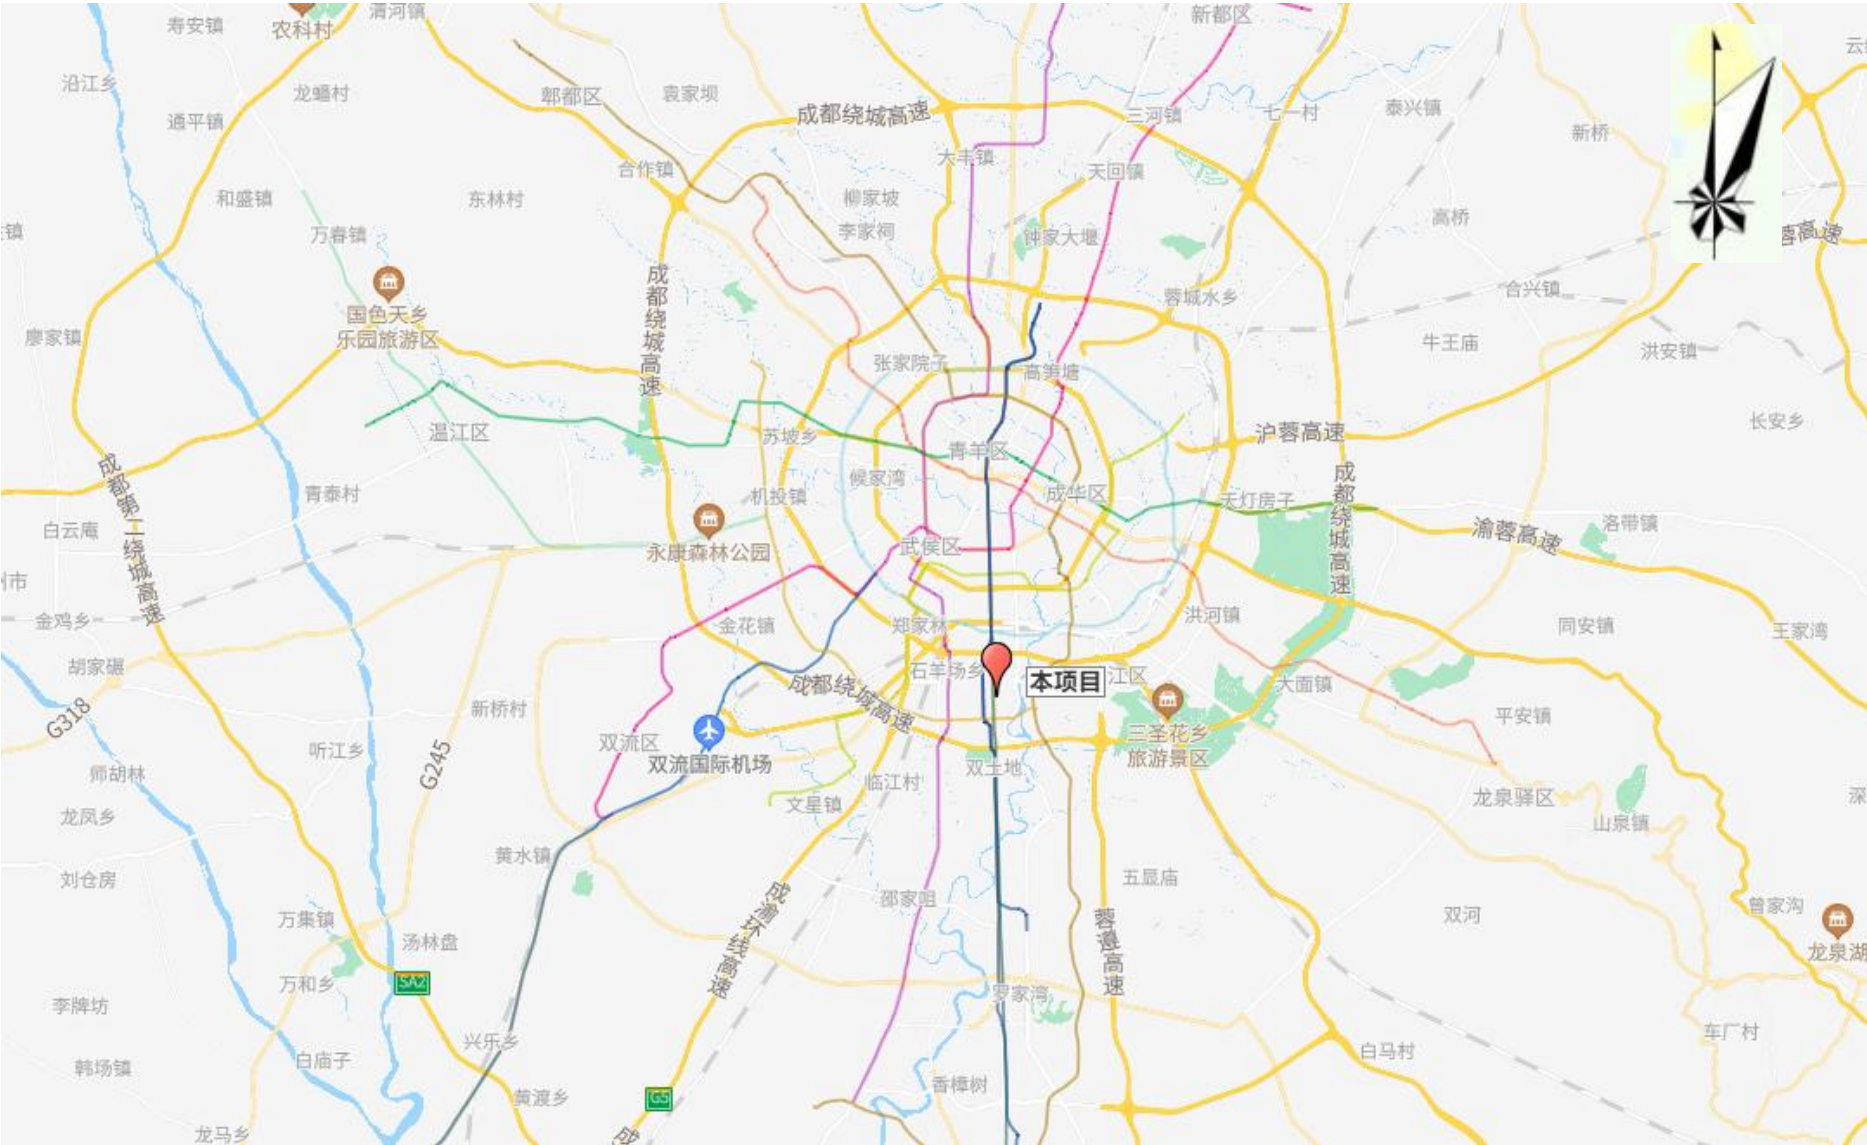 寿安镇
农科村
清河镇
新都区
沿江乡
龙蟠村
郫都区
袁家坝
成都绕城高速
三河镇
七一村
泰兴镇
通平镇
新桥
大丰镇
合作镇
天回镇
和盛镇
东林村
柳家坡
高桥
李家祠
钟家大堰
万春镇
蓉高速
国色天乡
乐园旅游区
成都绕城高速
蓉城水乡
合兴镇
廖家镇
张家院子
高笋塘
牛王庙
洪安镇
温江区
苏坡乡
青羊区
沪蓉高速
长安乡
成都第二绕城高速
青泰村
机投镇
候家湾
成华区
天灯房子
成都绕城高速
白云庵
永康森林公园
武侯区
渝蓉高速
洛带镇
州市
金鸡乡
金花镇
郑家林
洪河镇
同安镇
王家湾
胡家碾
石羊场乡
本项目
江区
大面镇
G318
新桥村
成都绕城高速
平安镇
听江乡
G245
双流区
双流国际机场
三圣花乡
旅游景区
师胡林
双土地
临江村
龙泉驿区
深
龙凤乡
文星镇
山泉镇
黄水镇
刘仓房
五显庙
万集镇
成渝环线高速
邵家咀
蓉遵高速
双河
曾家沟
汤林盘
龙泉湖
万和乡
SA2
李牌坊
罗家湾
兴乐乡
车厂村
白庙子
白马村
韩场镇
黄渡乡
G5
香樟树
龙马乡
成